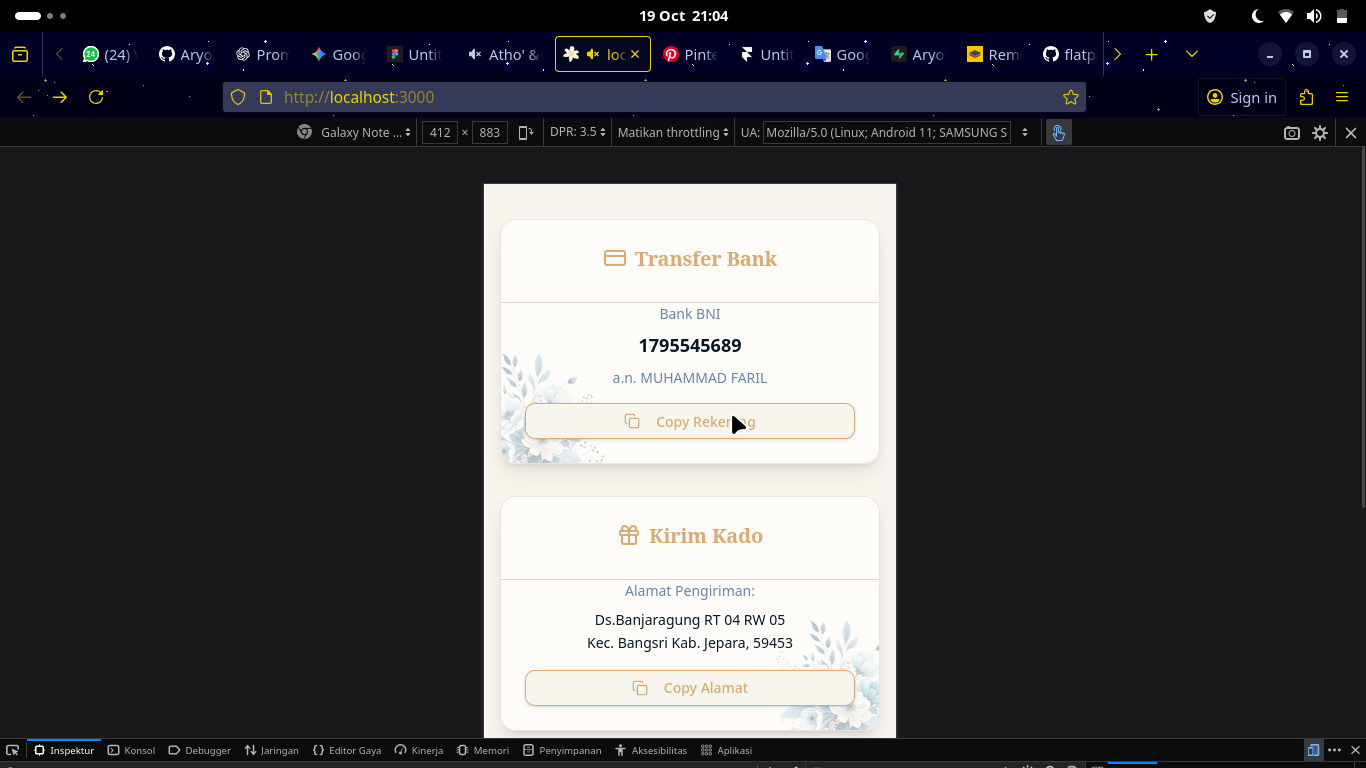 19 Oct 21:04
(24)
Aryo
Prom
Goog
Untit
Atho' &
loc
Pinte
Untit
Goog
Aryo
Rem
flatp
http://localhost:3000
Sign in
Galaxy Note ...
412 × 883
DPR: 3.5
Matikan throttling
UA: Mozilla/5.0 (Linux; Android 11; SAMSUNG S
Transfer Bank
Bank BNI
1795545689
a.n. MUHAMMAD FARIL
Copy Rekening
Kirim Kado
Alamat Pengiriman:
Ds.Banjaragung RT 04 RW 05
Kec. Bangsri Kab. Jepara, 59453
Copy Alamat
Inspektur
Konsol
Debugger
Jaringan
Editor Gaya
Kinerja
Memori
Penyimpanan
Aksesibilitas
Aplikasi